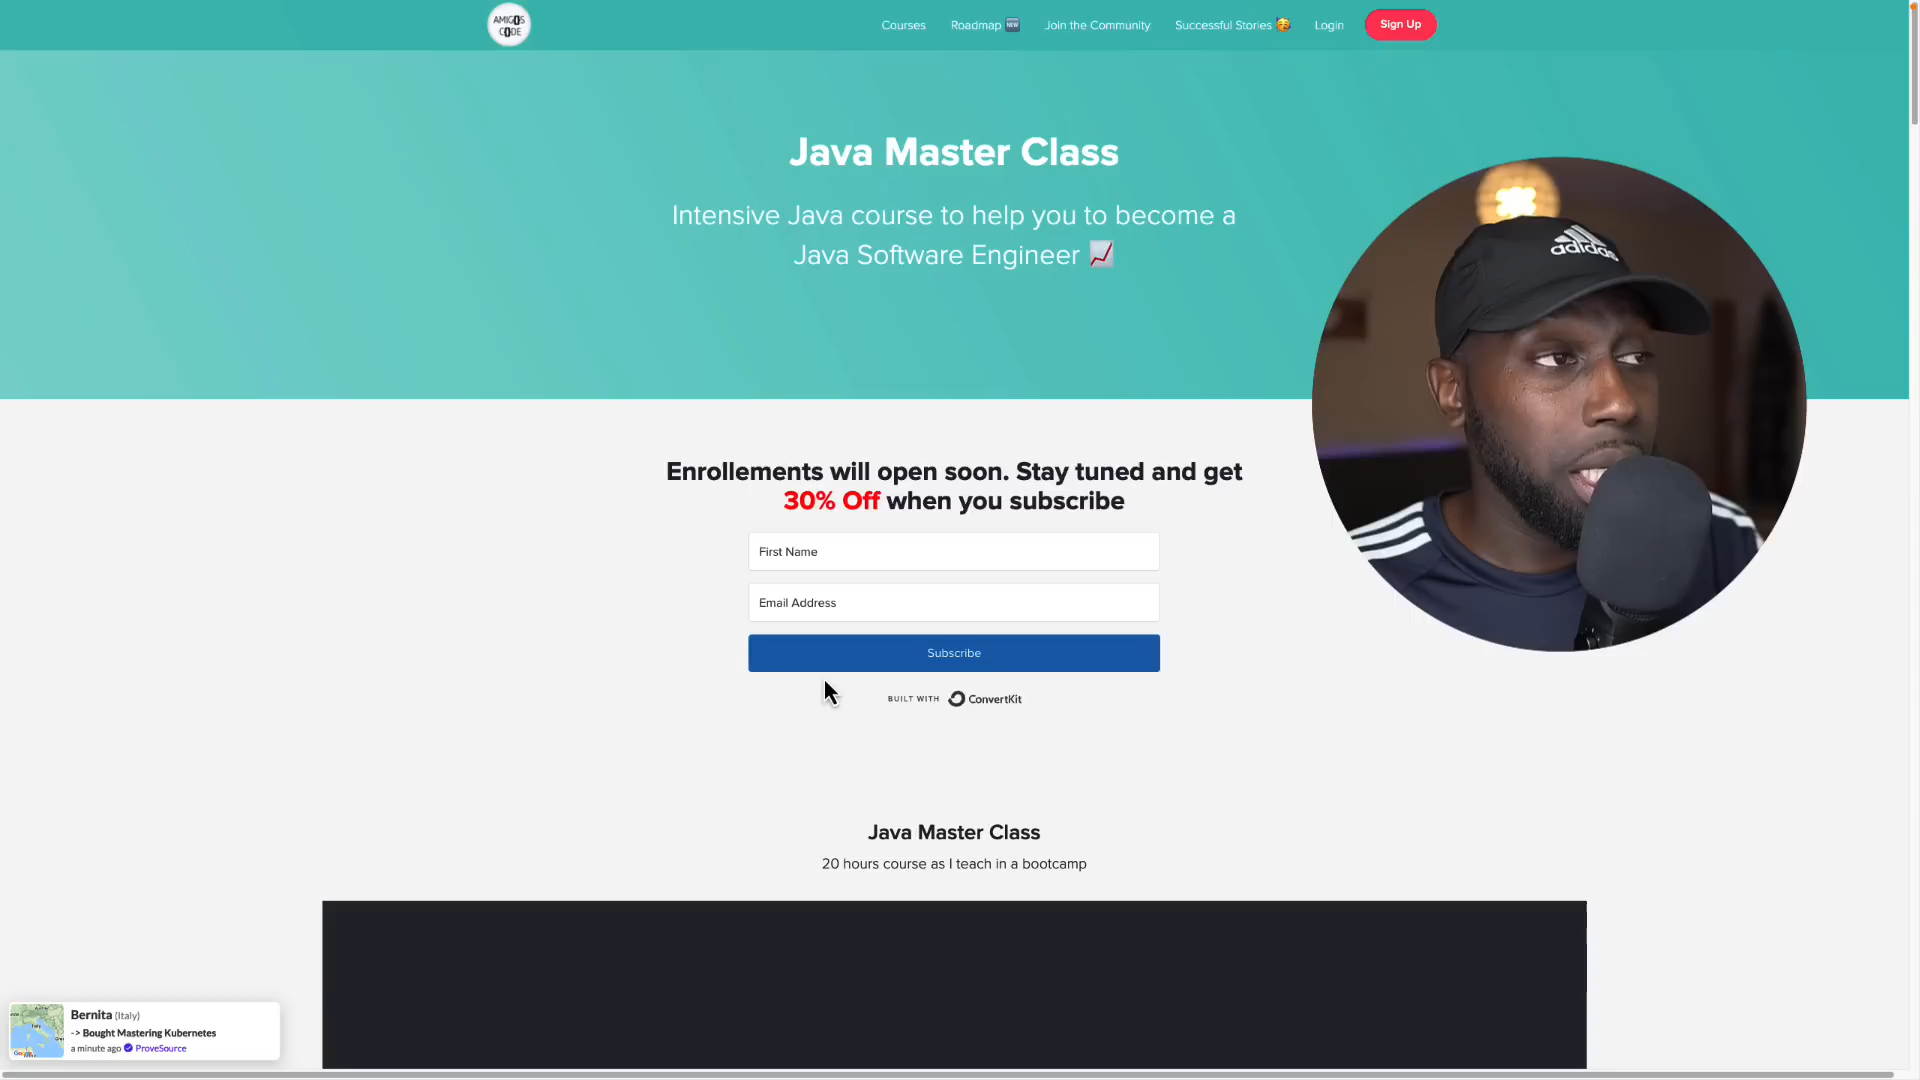 AMIGOS
CODE
Courses
Roadmap
Join the Community
Successful Stories
Login
Sign Up
Java Master Class
Intensive Java course to help you to become a
Java Software Engineer
adidas
Enrollements will open soon. Stay tuned and get
30% Off when you subscribe
First Name
Email Address
Subscribe
BUILT WITH ConvertKit
Java Master Class
20 hours course as I teach in a bootcamp
Bernita (Italy)
-> Bought Mastering Kubernetes
a minute ago ProveSource